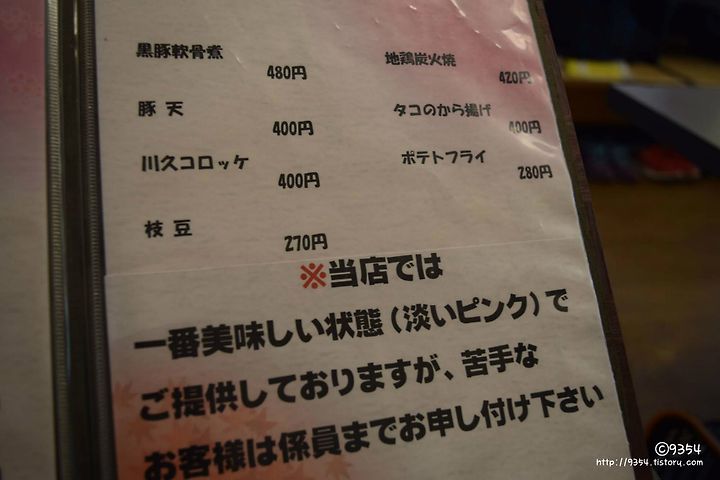 黒豚軟骨煮
480円
豚天
400円
川久コロッケ
400円
枝豆
270円
地鶏炭火焼
420円
タコのから揚げ
400円
ポテトフライ
280円
※当店では
一番美味しい状態(淡いピンク)で
ご提供しておりますが、苦手な
お客様は係員までお申し付け下さい
©9354
http://9354.tistory.com